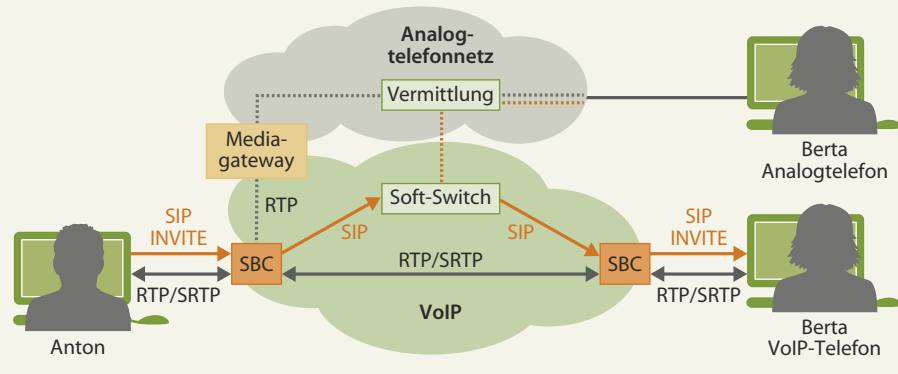 Analog-
telefonnetz
Vermittlung
Media-
gateway
Berta
Analogtelefon
RTP
Soft-Switch
SIP
INVITE
SIP
SIP
SIP
INVITE
SBC
RTP/SRTP
SBC
RTP/SRTP
RTP/SRTP
VoIP
Anton
Berta
VoIP-Telefon